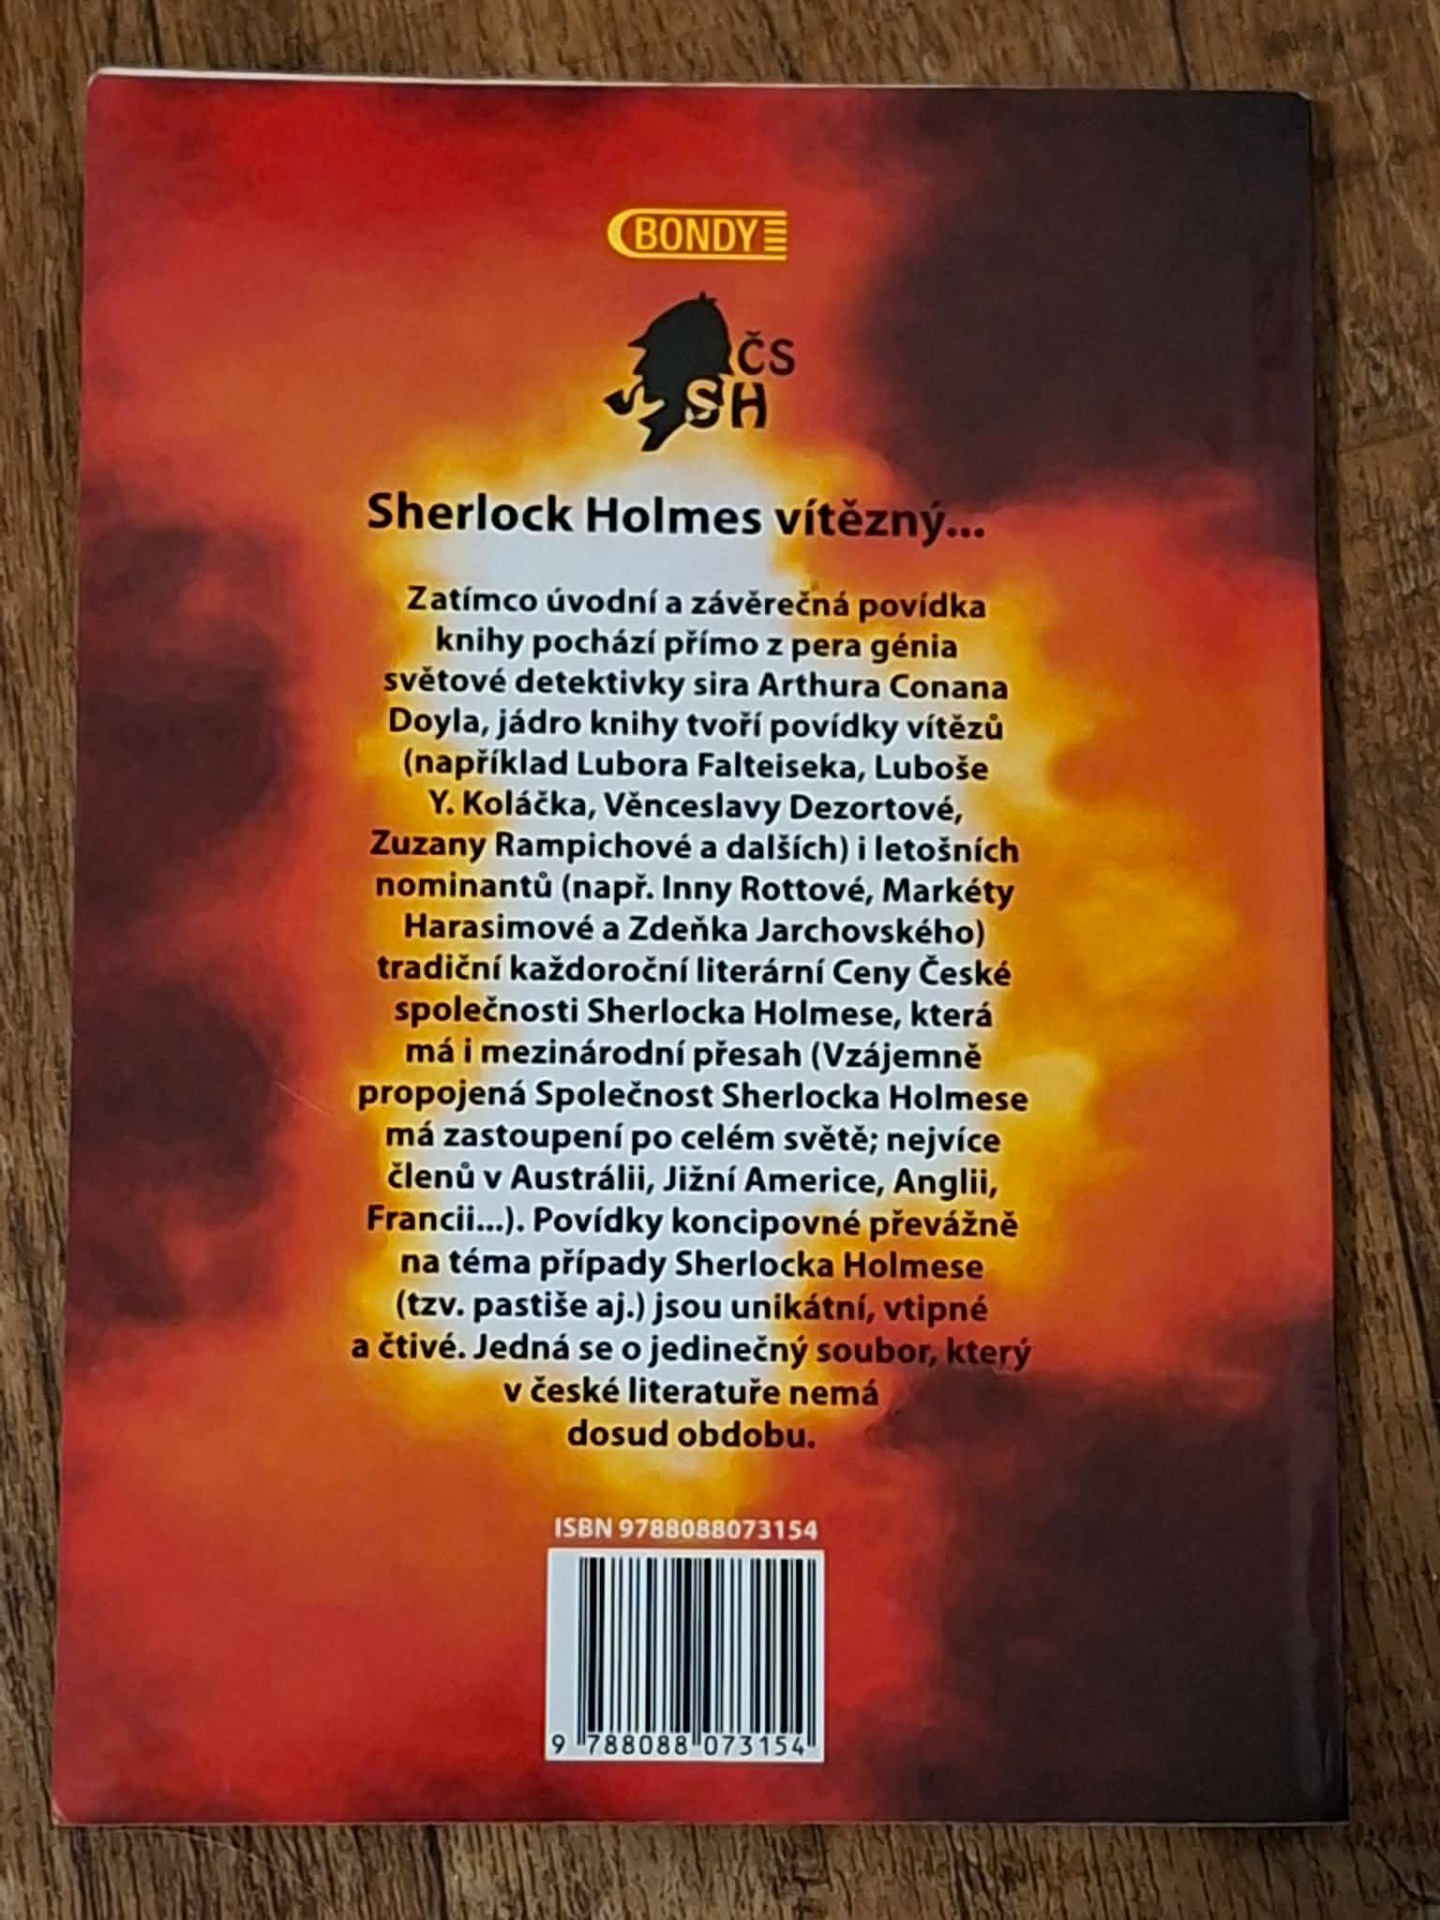 BONDY
ČS
SH
Sherlock Holmes vítězný...
Zatímco úvodní a závěrečná povídka
knihy pochází přímo z pera génia
světové detektivky sira Arthura Conana
Doyla, jádro knihy tvoří povídky vítězů
(například Lubora Falteiseka, Luboše
Y. Koláčka, Věnceslavy Dezortové,
Zuzany Rampichové a dalších) i letošních
nominantů (např. Inny Rottové, Markéty
Harasimové a Zdeňka Jarchovského)
tradiční každoroční literární Ceny České
společnosti Sherlocka Holmese, která
má i mezinárodní přesah (Vzájemně
propojená Společnost Sherlocka Holmese
má zastoupení po celém světě; nejvíce
členů v Austrálii, Jižní Americe, Anglii,
Francii...). Povídky koncipovné převážně
na téma případy Sherlocka Holmese
(tzv. pastiše aj.) jsou unikátní, vtipné
a čtivé. Jedná se o jedinečný soubor, který
v české literatuře nemá
dosud obdobu.
ISBN 9788088073154
9 788088 073154